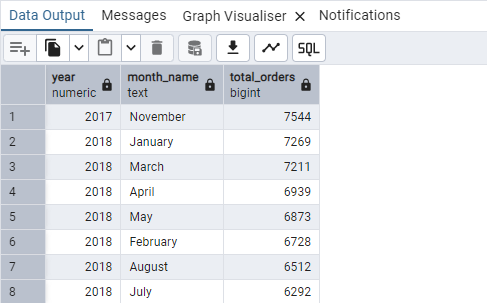 Data Output Messages Graph Visualiser Notifications
SQL
year month_name total_orders
numeric text bigint
1 2017 November 7544
2 2018 January 7269
3 2018 March 7211
4 2018 April 6939
5 2018 May 6873
6 2018 February 6728
7 2018 August 6512
8 2018 July 6292